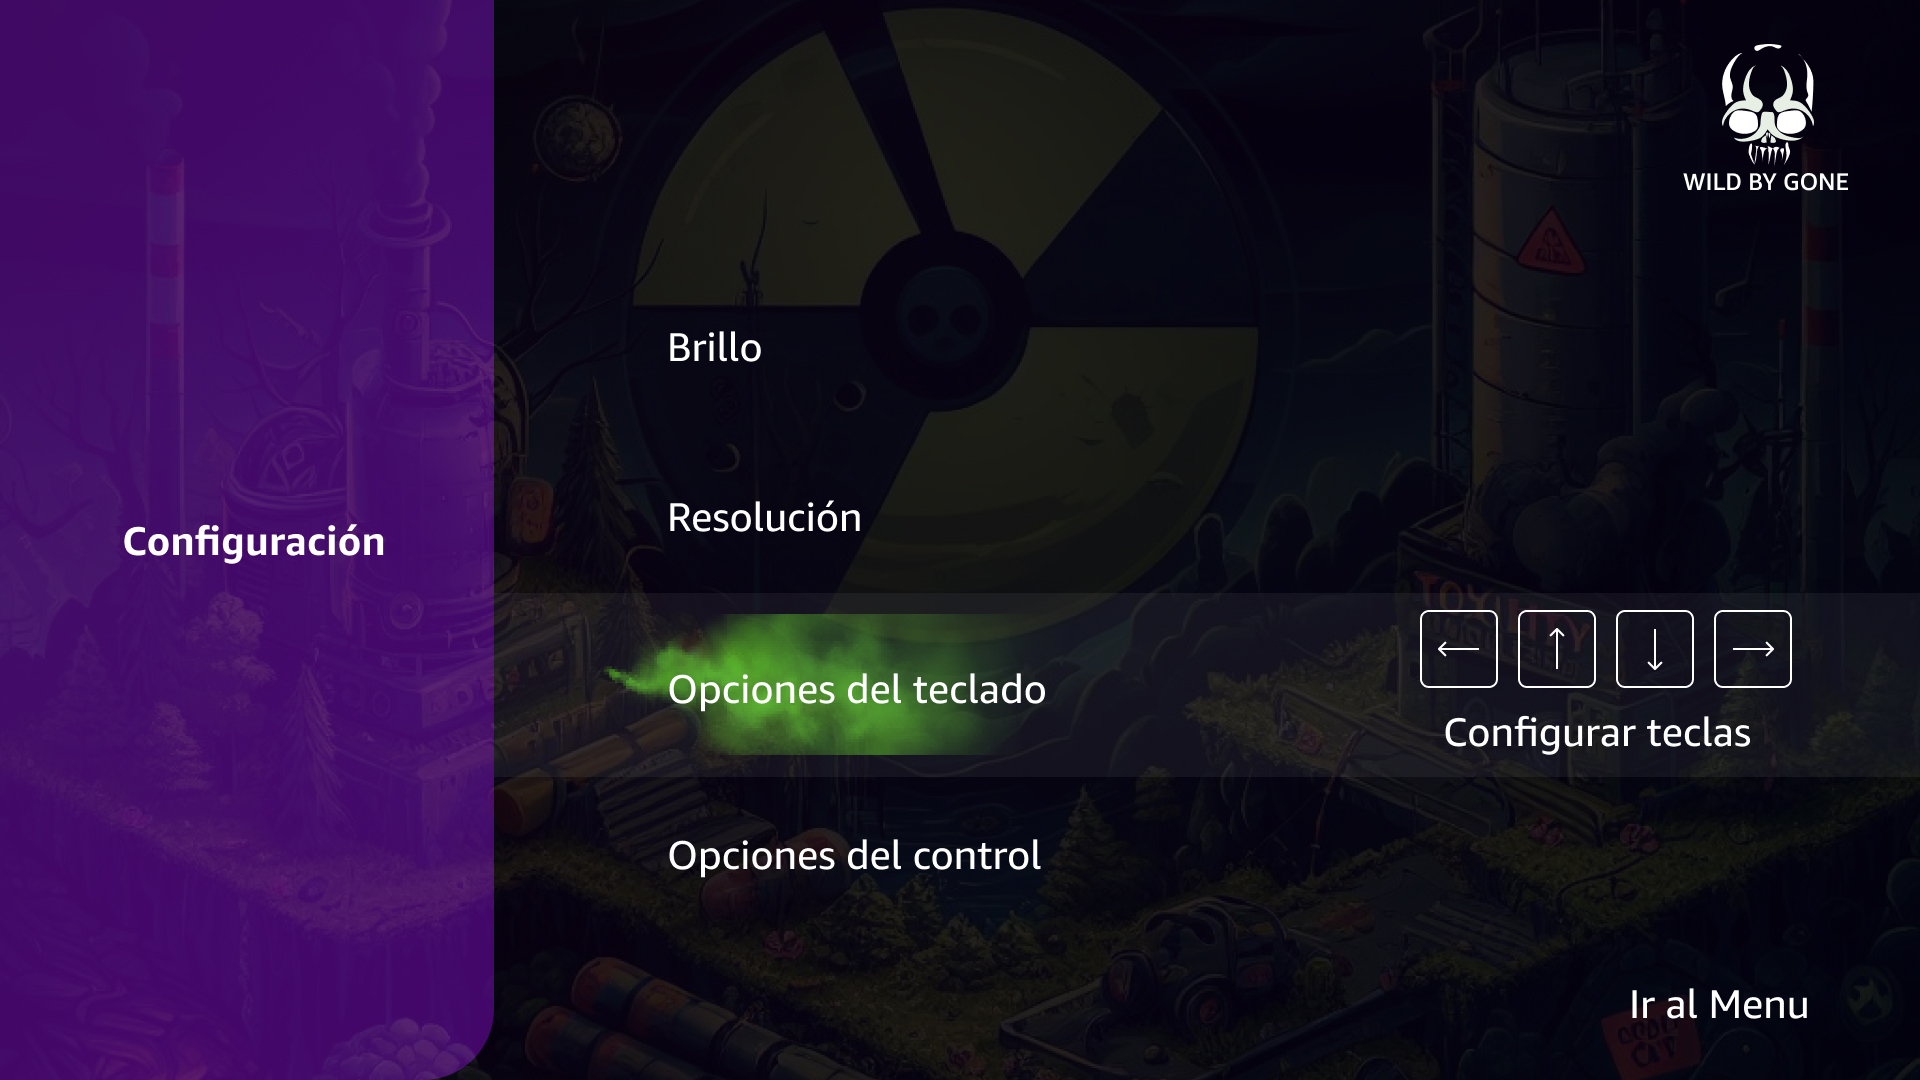 WILD BY GONE
Brillo
Resolución
Configuración
Opciones del teclado
Configurar teclas
Opciones del control
Ir al Menu